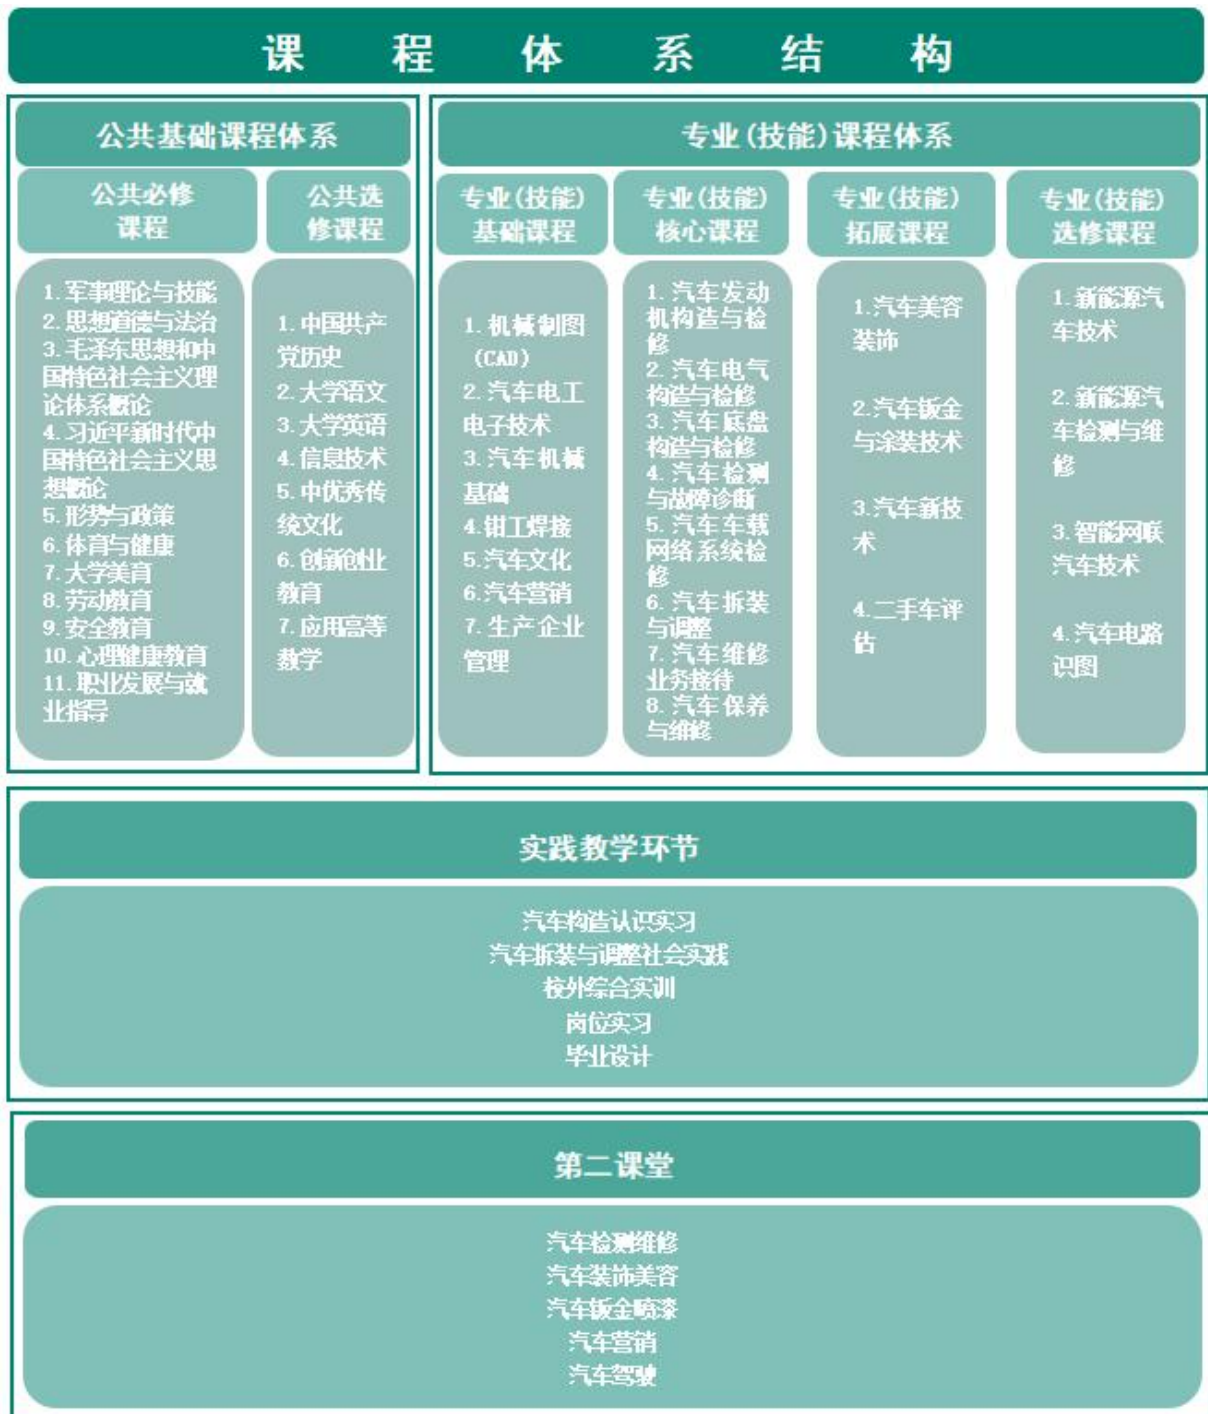 课程体系结构
公共基础课程体系
公共必修
课程
1.军事理论与技能
2.思想道德与法治
3.毛泽东思想和中
国特色社会主义理
论体系概论
4.习近平新时代中
国特色社会主义思
想概论
5.形势与政策
6.体育与健康
7.大学美育
8.劳动教育
9.安全教育
10.心理健康教育
11.职业发展与就
业指导
公共选
修课程
1.中国共产
党历史
2.大学语文
3.大学英语
4.信息技术
5.中优秀传
统文化
6.创新创业
教育
7.应用高等
数学
专业(技能)课程体系
专业(技能)
基础课程
1.机械制图
(CAD)
2.汽车电工
电子技术
3.汽车机械
基础
4.钳工焊接
5.汽车文化
6.汽车营销
7.生产企业
管理
专业(技能)
核心课程
1.汽车发动
机构造与检
修
2.汽车电气
构造与检修
3.汽车底盘
构造与检修
4.汽车检测
与故障诊断
5.汽车车载
网络系统检
修
6.汽车拆装
与调整
7.汽车维修
业务接待
8.汽车保养
与维修
专业(技能)
拓展课程
1.汽车美容
装饰
2.汽车钣金
与涂装技术
3.汽车新技
术
4.二手车评
估
专业(技能)
选修课程
1.新能源汽
车技术
2.新能源汽
车检测与维
修
3.智能网联
汽车技术
4.汽车电路
识图
实践教学环节
汽车构造认识实习
汽车拆装与调整社会实践
校外综合实训
岗位实习
毕业设计
第二课堂
汽车检测维修
汽车装饰美容
汽车钣金喷漆
汽车营销
汽车驾驶